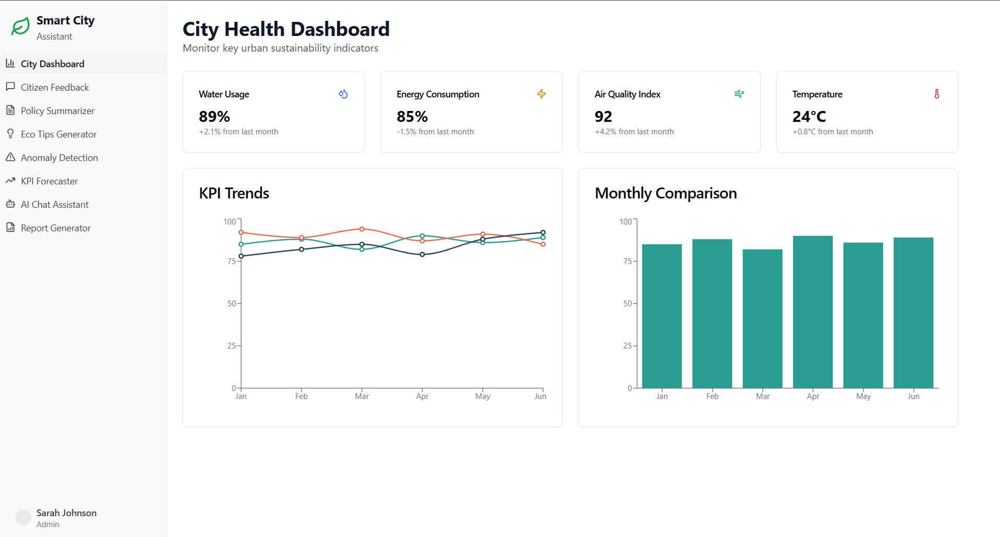 Smart City
Assistant
City Dashboard
Citizen Feedback
Policy Summarizer
Eco Tips Generator
Anomaly Detection
KPI Forecaster
AI Chat Assistant
Report Generator
Sarah Johnson
Admin
City Health Dashboard
Monitor key urban sustainability indicators
Water Usage
89%
+2.1% from last month
Energy Consumption
85%
-1.5% from last month
Air Quality Index
92
+4.2% from last month
Temperature
24°C
+0.8°C from last month
KPI Trends
100
75
50
25
0
Jan Feb Mar Apr May Jun
Monthly Comparison
100
75
50
25
0
Jan Feb Mar Apr May Jun